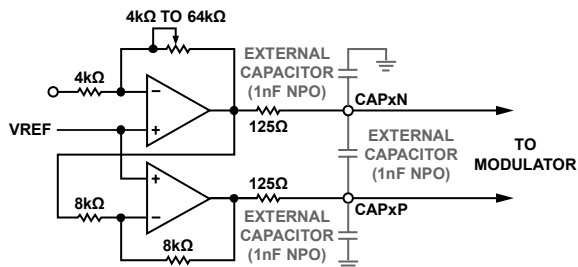 4kΩ TO 64kΩ
EXTERNAL
CAPACITOR
(1nF NPO)
4kΩ
CAPxN
125Ω
VREF
EXTERNAL
CAPACITOR
(1nF NPO)
TO
MODULATOR
125Ω
CAPxP
8kΩ
EXTERNAL
CAPACITOR
(1nF NPO)
8kΩ